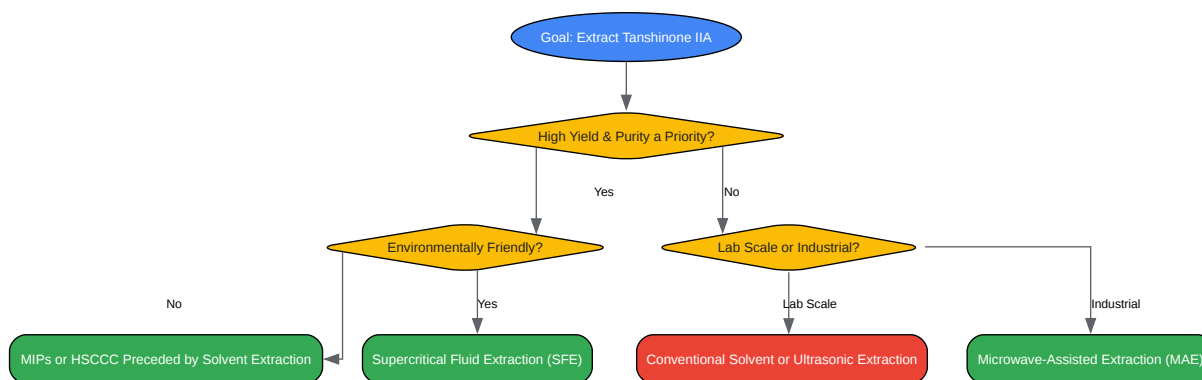 Goal: Extract Tanshinone IIA
High Yield & Purity a Priority?
Yes
No
Environmentally Friendly?
Lab Scale or Industrial?
No
Yes
Lab Scale
Industrial
MIPs or HSCCC Preceded by Solvent Extraction
Supercritical Fluid Extraction (SFE)
Conventional Solvent or Ultrasonic Extraction
Microwave-Assisted Extraction (MAE)